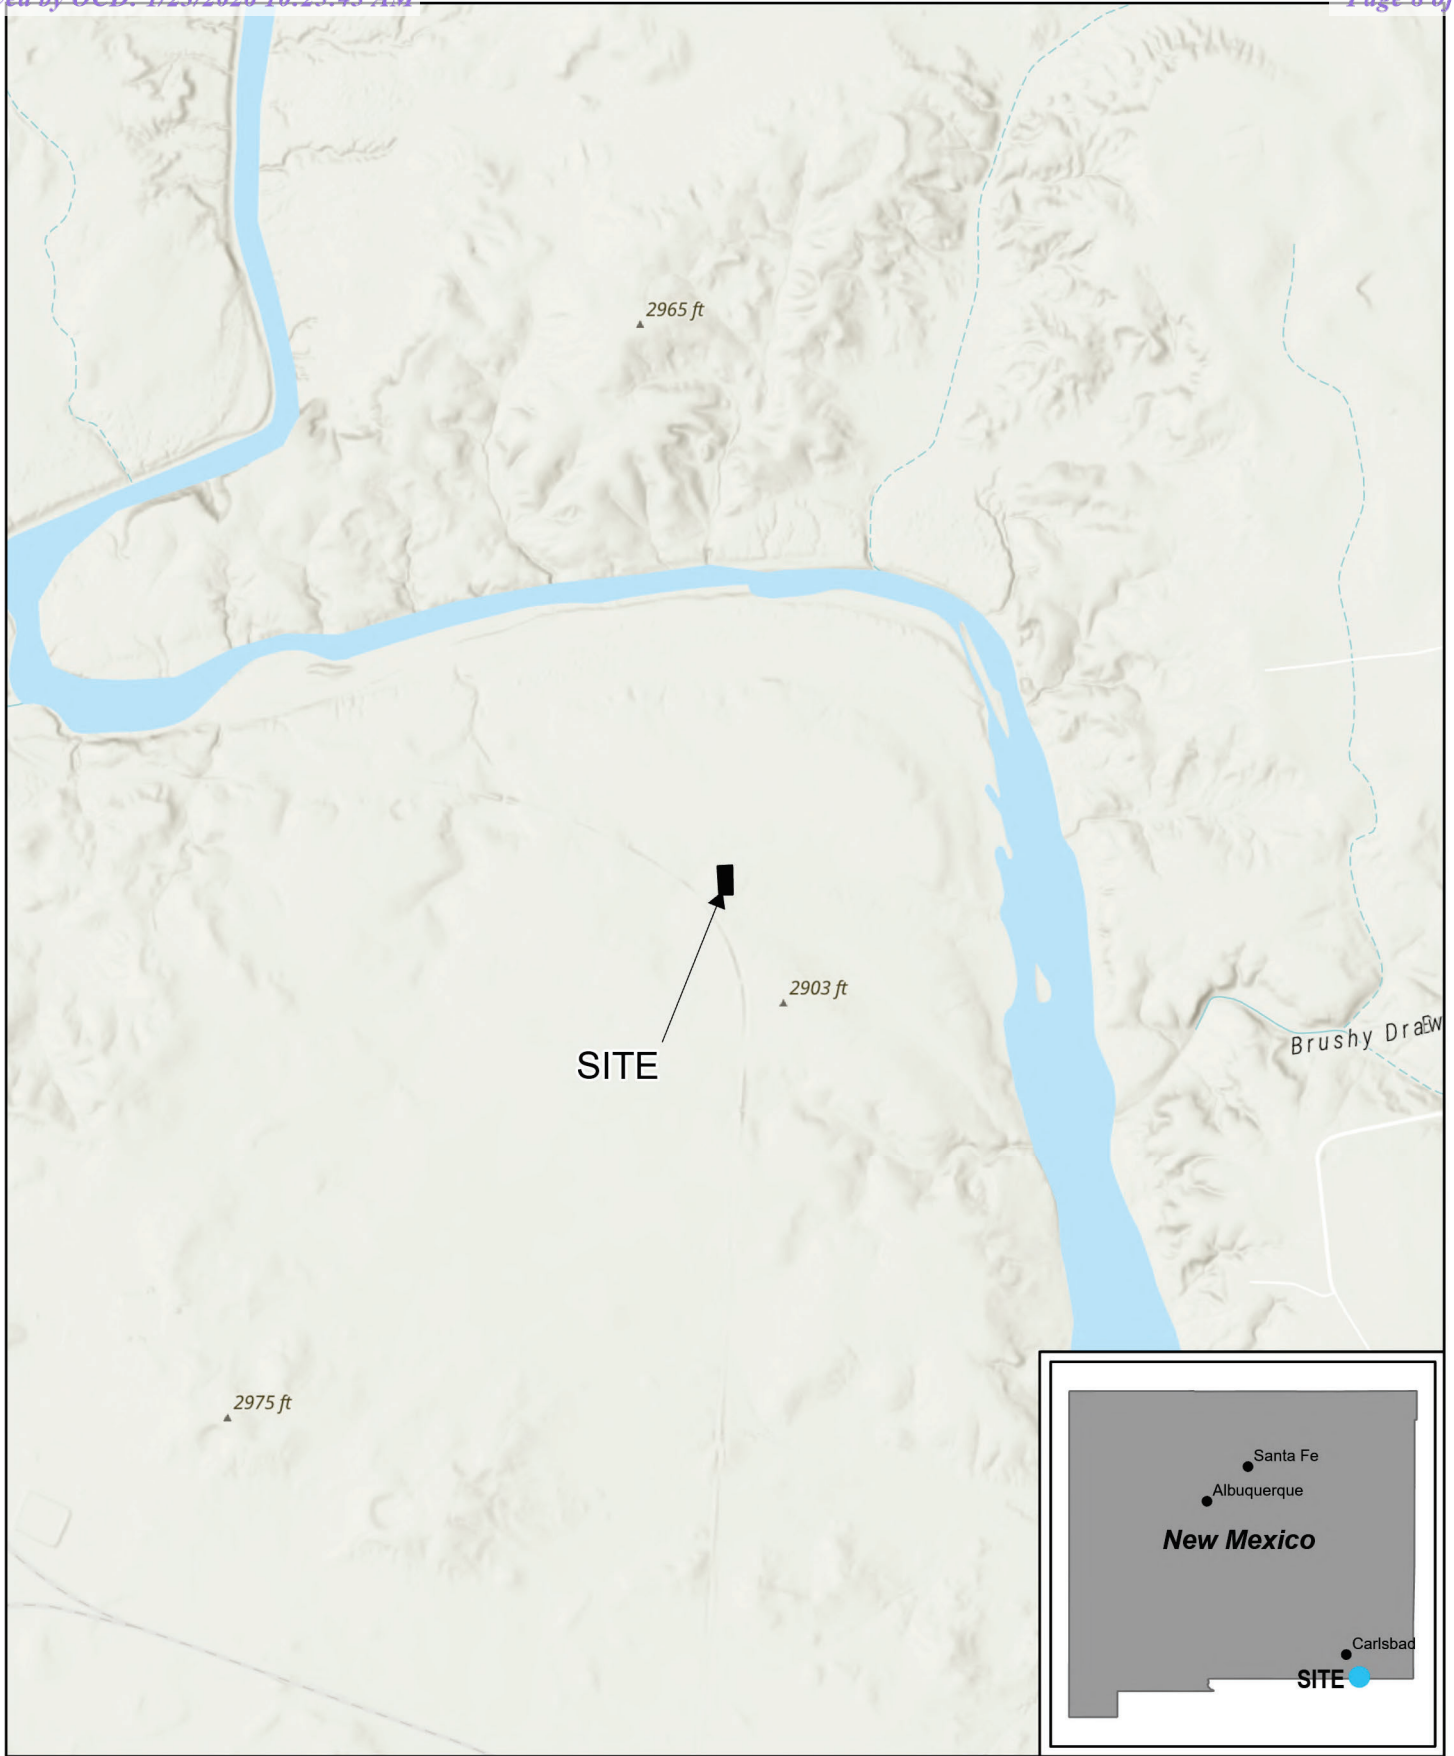 2965 ft
2903 ft
SITE
Brushy Draw
2975 ft
Santa Fe
Albuquerque
New Mexico
Carlsbad
SITE